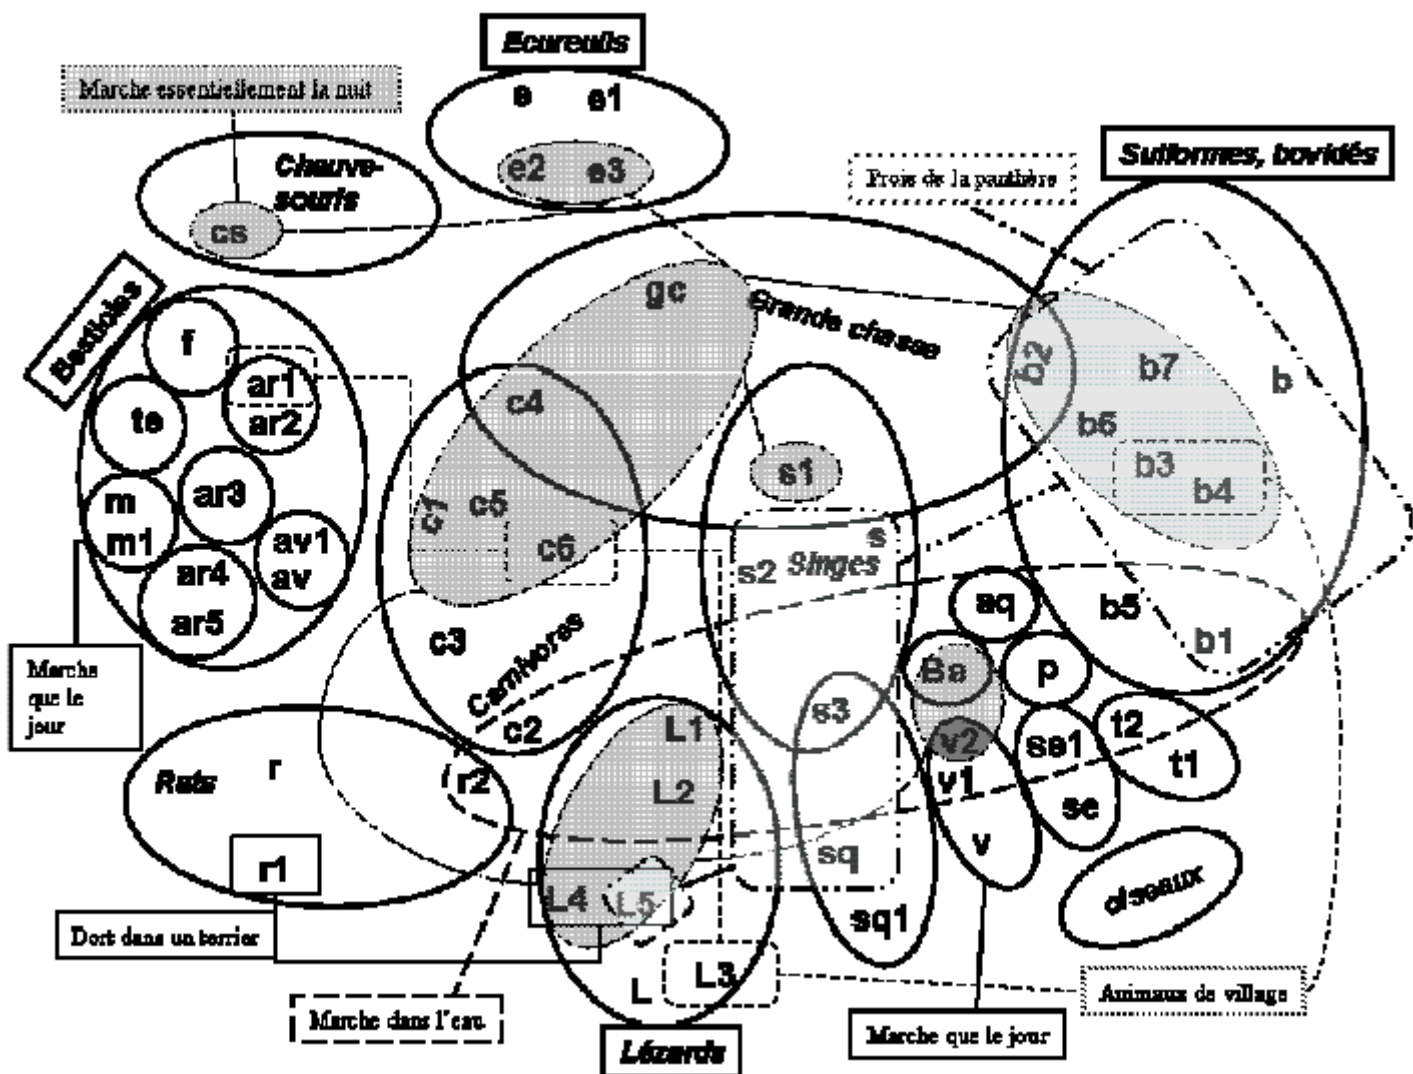 Ecureuils
Marche essentiellement la nuit
e
e1
e2
e3
Chauve-
souris
cs
Suiformes, bovidés
Proie de la panthère
Bestioles
f
ar1
ar2
te
ar3
m
m1
av1
av
ar4
ar5
gc
Grande chasse
c4
c1
c5
c6
c3
Carnivores
c2
s1
s
s2
Singes
s3
sq
sq1
b2
b7
b
b6
b3
b4
b5
b1
aq
Ba
p
v2
v1
v
se1
se
t2
t1
oiseaux
Marche
que le
jour
Rats
r
r2
r1
Dort dans un terrier
Marche dans l'eau
L1
L2
L4
L5
L
L3
Lézards
Animaux de village
Marche que le jour